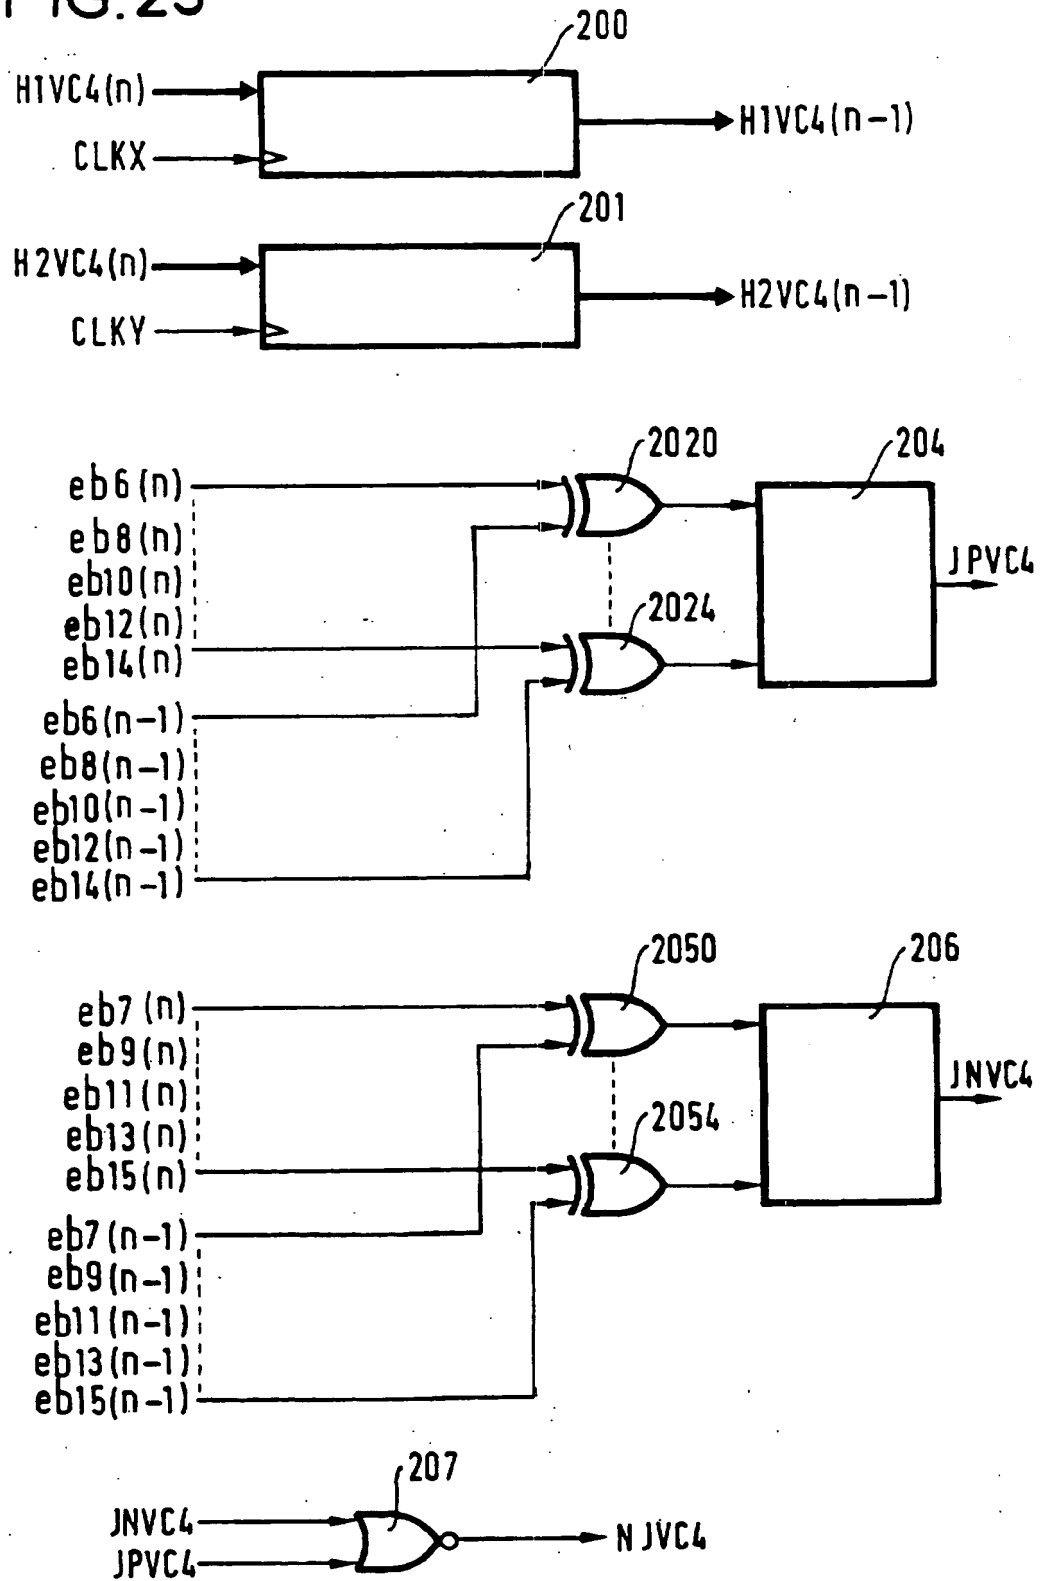 FIG. 23
200
H1VC4(n)
H1VC4(n-1)
CLKX
201
H2VC4(n)
H2VC4(n-1)
CLKY
2020
204
eb6(n)
eb8(n)
JPVC4
eb10(n)
2024
eb12(n)
eb14(n)
eb6(n-1)
eb8(n-1)
eb10(n-1)
eb12(n-1)
eb14(n-1)
2050
206
eb7(n)
eb9(n)
JNVC4
eb11(n)
2054
eb13(n)
eb15(n)
eb7(n-1)
eb9(n-1)
eb11(n-1)
eb13(n-1)
eb15(n-1)
207
JNVC4
NJVC4
JPVC4